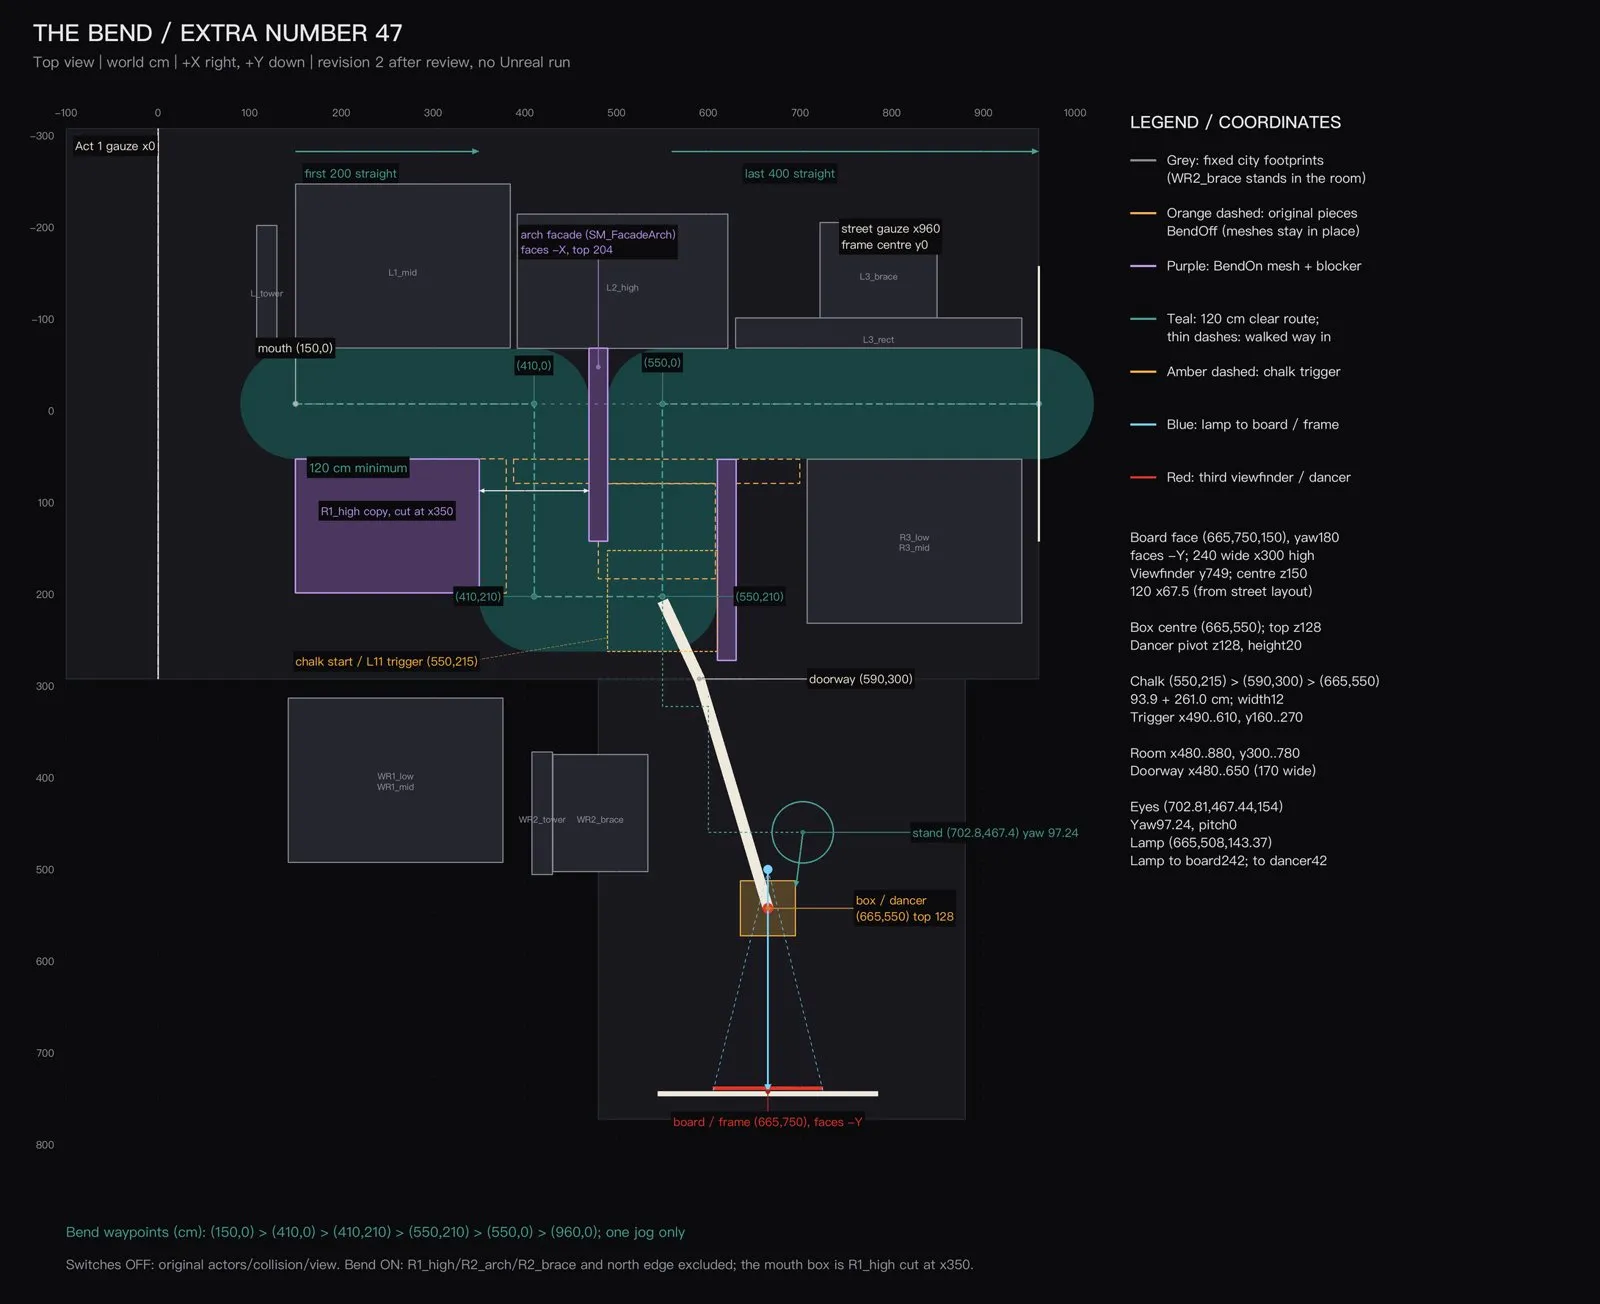 THE BEND / EXTRA NUMBER 47
Top view | world cm | +X right, +Y down | revision 2 after review, no Unreal run
−100 0 100 200 300 400 500 600 700 800 900 1000
−300
−200
−100
0
100
200
300
400
500
600
700
800
Act 1 gauze x0
first 200 straight
last 400 straight
arch facade (SM_FacadeArch)
faces −X, top 204
street gauze x960
frame centre y0
L1_mid
L2_high
L3_brace
L_tower
L3_rect
mouth (150,0)
(410,0)
(550,0)
120 cm minimum
R1_high copy, cut at x350
R3_low
R3_mid
(410,210)
(550,210)
chalk start / L11 trigger (550,215)
doorway (590,300)
WR1_low
WR1_mid
WR2_tower
WR2_brace
stand (702.8,467.4) yaw 97.24
box / dancer
(665,550) top 128
board / frame (665,750), faces −Y
LEGEND / COORDINATES
Grey: fixed city footprints
(WR2_brace stands in the room)
Orange dashed: original pieces
BendOff (meshes stay in place)
Purple: BendOn mesh + blocker
Teal: 120 cm clear route;
thin dashes: walked way in
Amber dashed: chalk trigger
Blue: lamp to board / frame
Red: third viewfinder / dancer
Board face (665,750,150), yaw180
faces −Y; 240 wide x300 high
Viewfinder y749; centre z150
120 x67.5 (from street layout)
Box centre (665,550); top z128
Dancer pivot z128, height20
Chalk (550,215) > (590,300) > (665,550)
93.9 + 261.0 cm; width12
Trigger x490..610, y160..270
Room x480..880, y300..780
Doorway x480..650 (170 wide)
Eyes (702.81,467.44,154)
Yaw97.24, pitch0
Lamp (665,508,143.37)
Lamp to board242; to dancer42
Bend waypoints (cm): (150,0) > (410,0) > (410,210) > (550,210) > (550,0) > (960,0); one jog only
Switches OFF: original actors/collision/view. Bend ON: R1_high/R2_arch/R2_brace and north edge excluded; the mouth box is R1_high cut at x350.